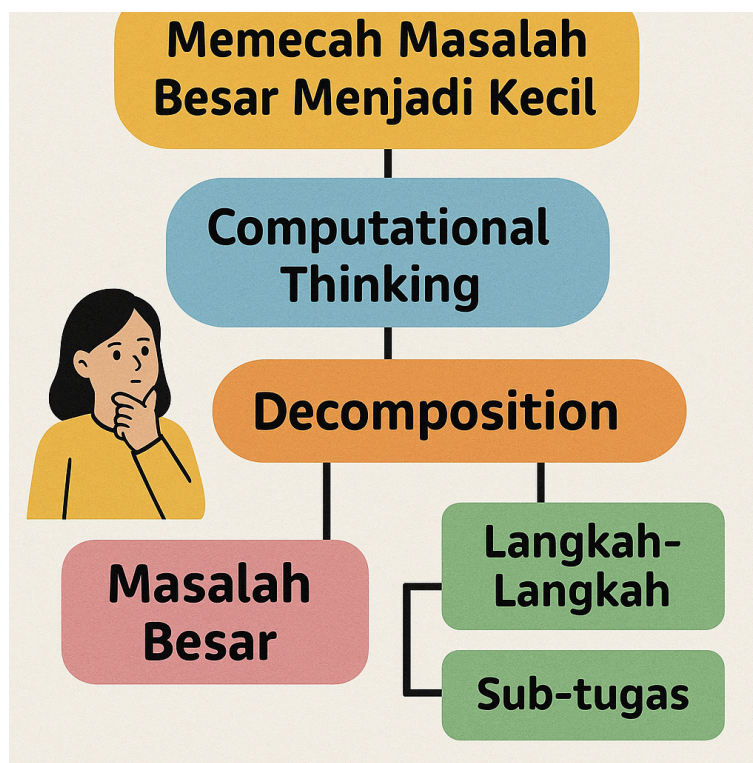 Memecah Masalah
Besar Menjadi Kecil
Computational
Thinking
Decomposition
Masalah
Besar
Langkah-
Langkah
Sub-tugas